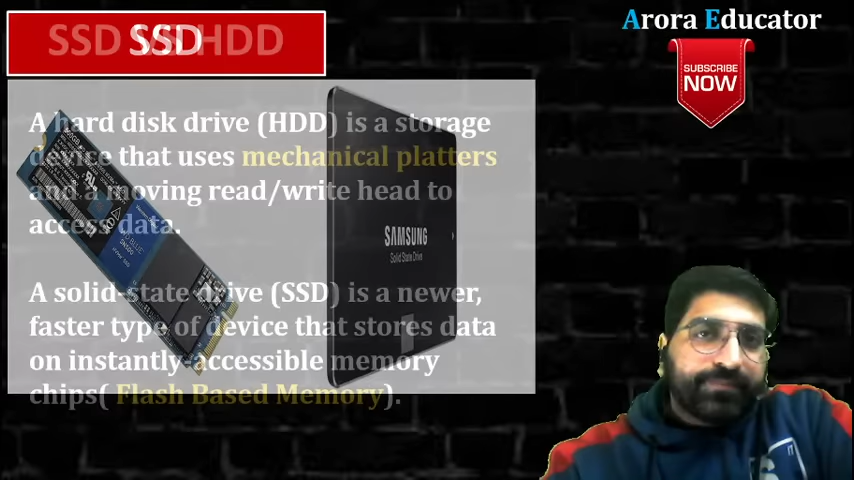 SSD VS HDD
SSD
Arora Educator
SUBSCRIBE
NOW
A hard disk drive (HDD) is a storage
device that uses mechanical platters
and a moving read/write head to
access data.
A solid-state drive (SSD) is a newer,
faster type of device that stores data
on instantly-accessible memory
chips( Flash Based Memory).
SAMSUNG
Solid State Drive